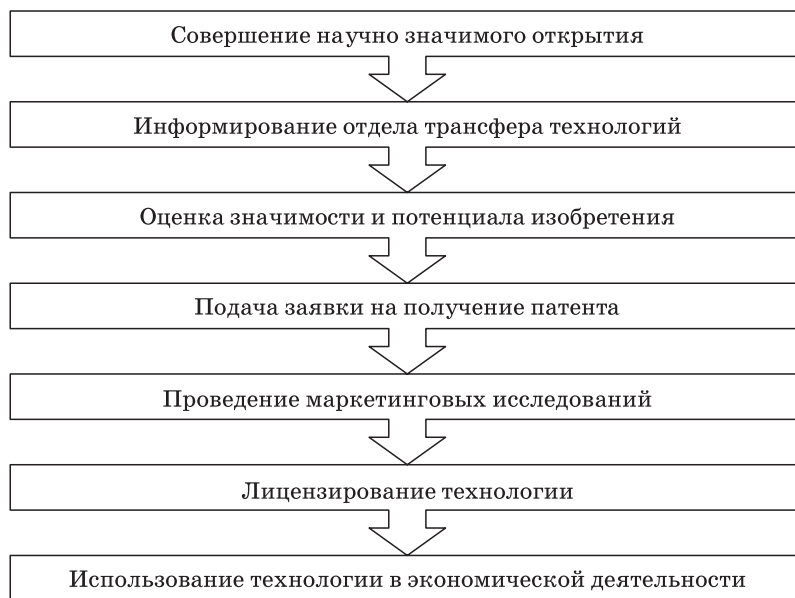 Совершение научно значимого открытия
Информирование отдела трансфера технологий
Оценка значимости и потенциала изобретения
Подача заявки на получение патента
Проведение маркетинговых исследований
Лицензирование технологии
Использование технологии в экономической деятельности